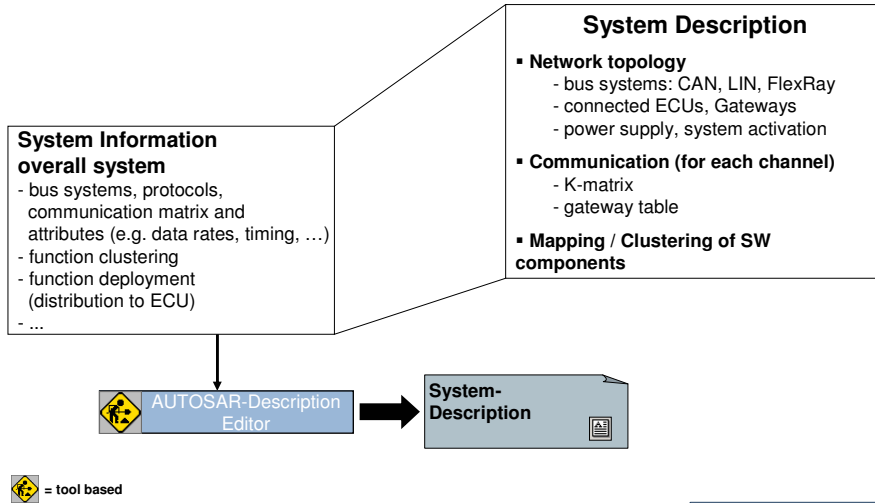 System Description
▪ Network topology
- bus systems: CAN, LIN, FlexRay
- connected ECUs, Gateways
- power supply, system activation
▪ Communication (for each channel)
- K-matrix
- gateway table
▪ Mapping / Clustering of SW
components
System Information
overall system
- bus systems, protocols,
communication matrix and
attributes (e.g. data rates, timing, …)
- function clustering
- function deployment
(distribution to ECU)
- ...
AUTOSAR-Description
Editor
System-
Description
= tool based